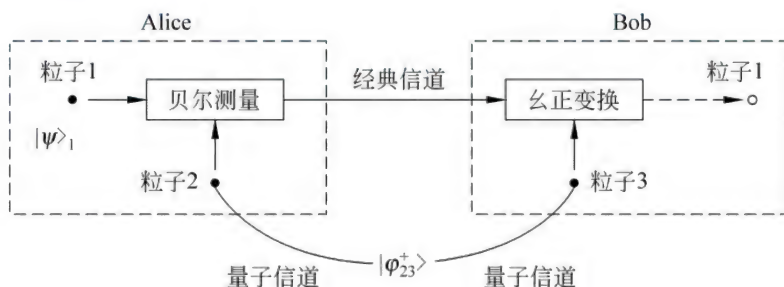 Alice
Bob
粒子1
贝尔测量
经典信道
幺正变换
粒子1
|ψ⟩₁
粒子2
粒子3
量子信道
|φ₂₃⁺⟩
量子信道